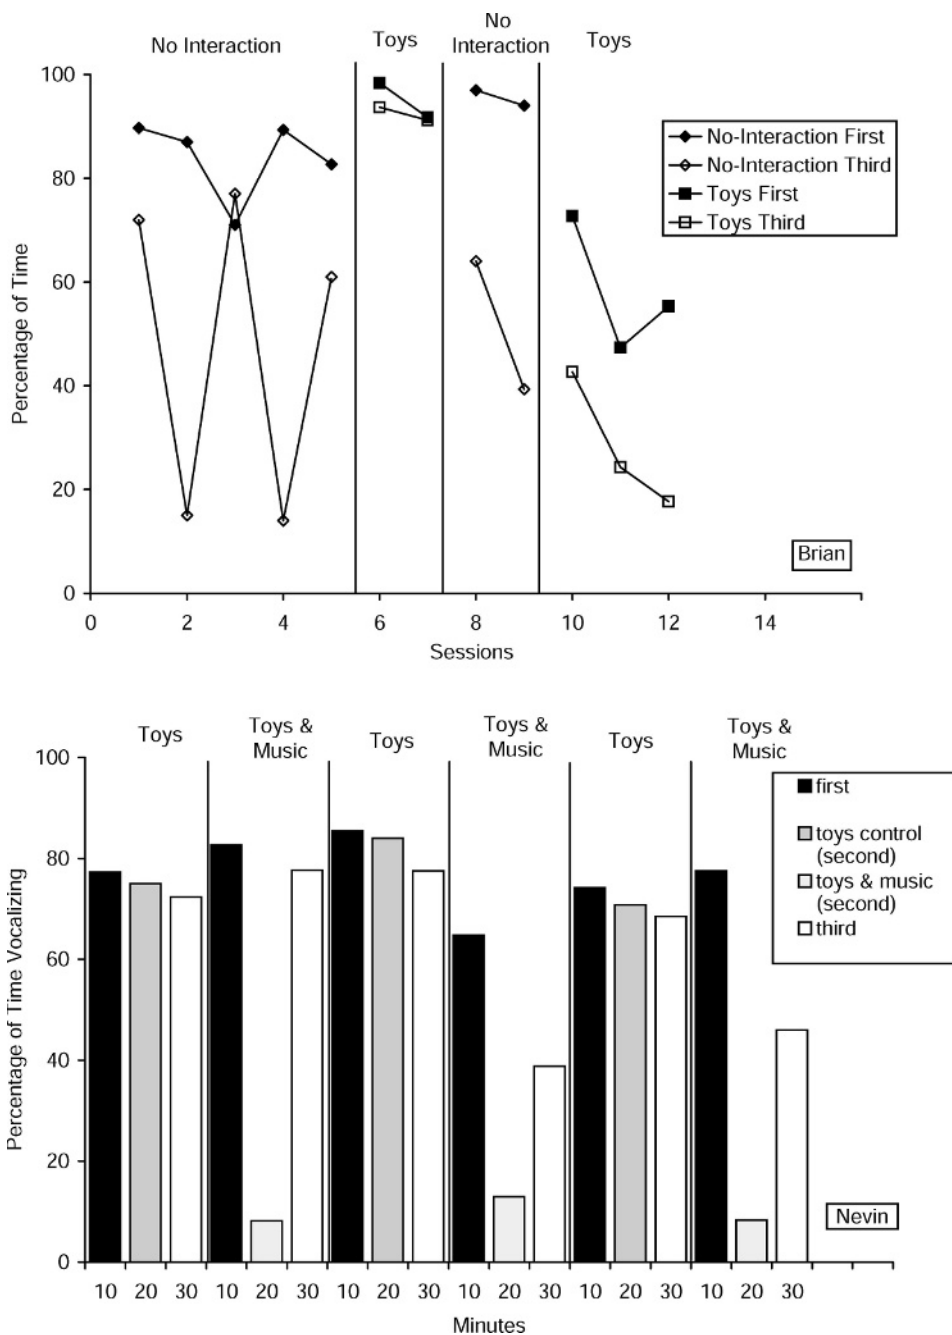 No Interaction
Toys
No
Interaction
Toys
100
80
60
40
20
0
Percentage of Time
No-Interaction First
No-Interaction Third
Toys First
Toys Third
Brian
0 2 4 6 8 10 12 14
Sessions
Toys
Toys &
Music
Toys
Toys &
Music
Toys
Toys &
Music
100
80
60
40
20
0
Percentage of Time Vocalizing
first
toys control
(second)
toys & music
(second)
third
Nevin
10 20 30 10 20 30 10 20 30 10 20 30 10 20 30 10 20 30
Minutes